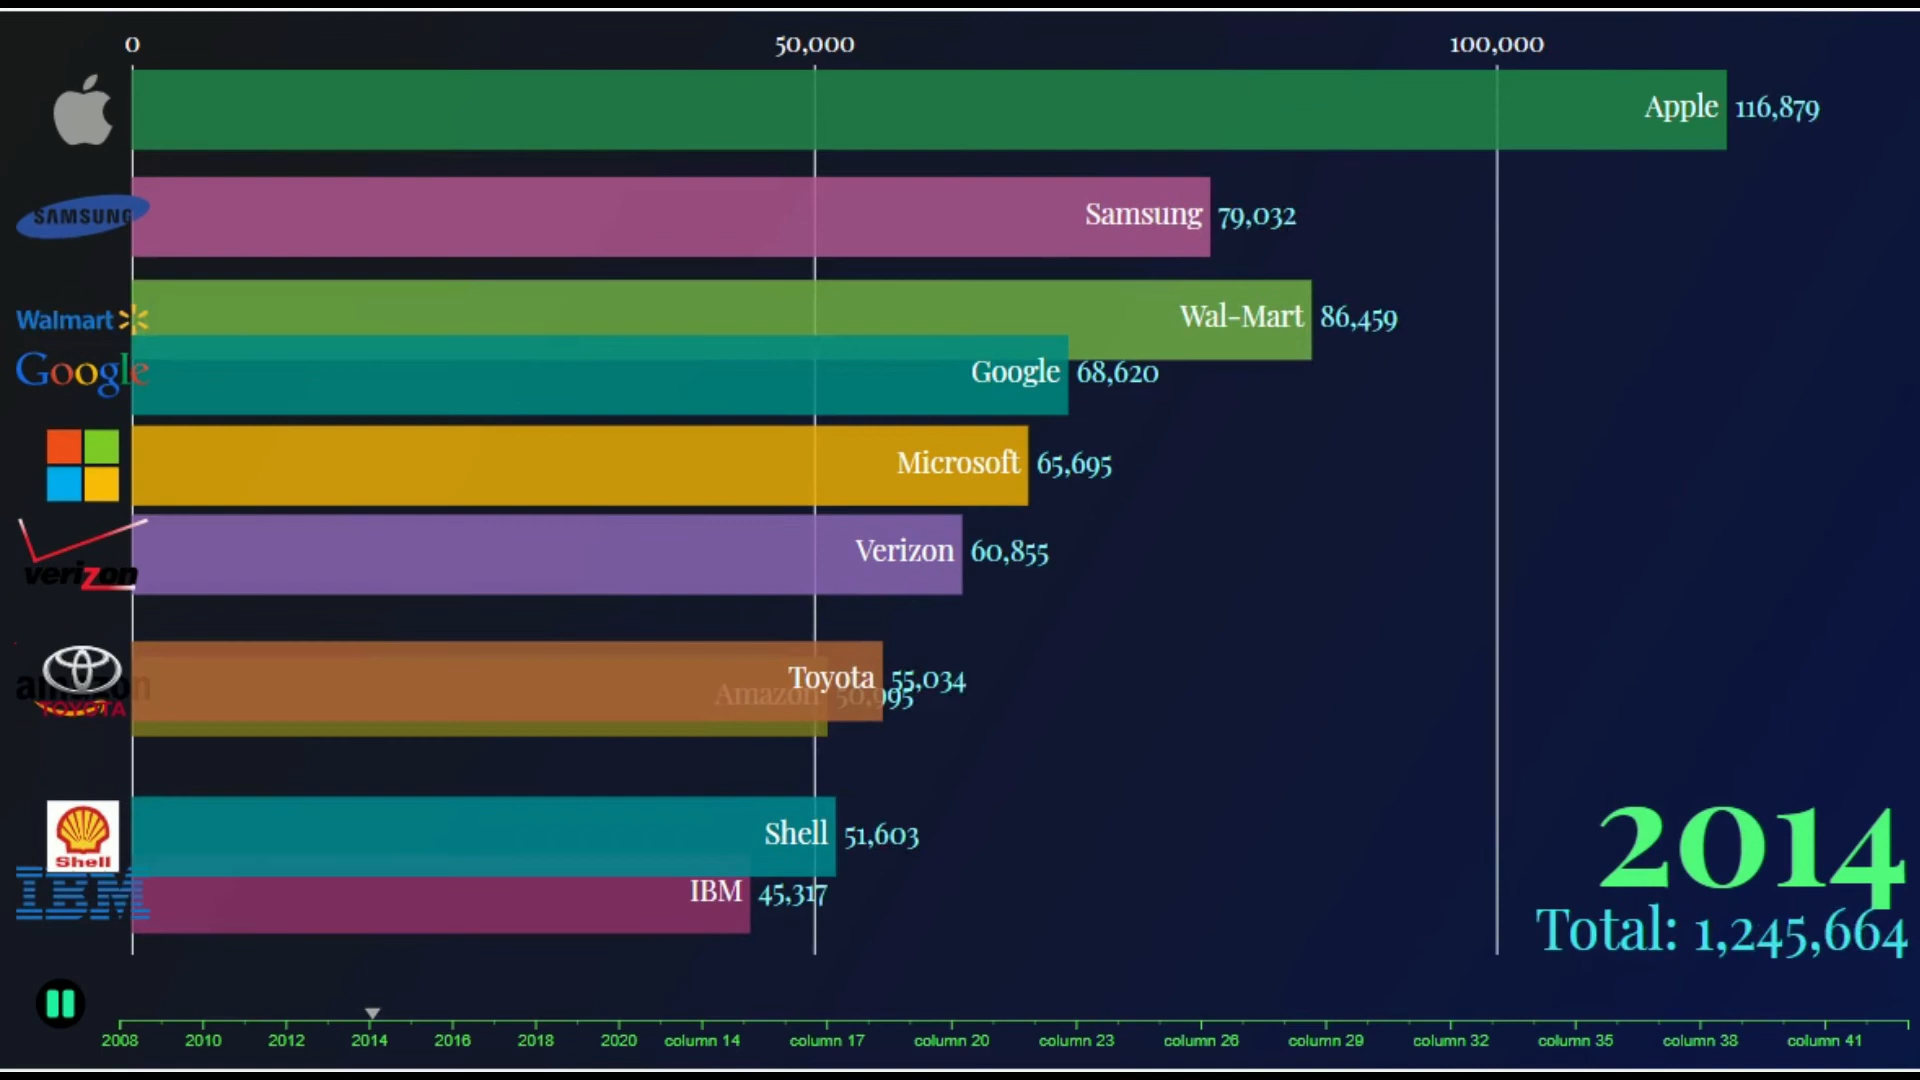 0 50,000 100,000
Apple 116,879
SAMSUNG Samsung 79,032
Walmart Wal-Mart 86,459
Google Google 68,620
Microsoft 65,695
verizon Verizon 60,855
Toyota 55,034
amazon Amazon 50,995
TOYOTA
Shell 51,603
Shell
IBM IBM 45,317
2014
Total: 1,245,664
2008 2010 2012 2014 2016 2018 2020 column 14 column 17 column 20 column 23 column 26 column 29 column 32 column 35 column 38 column 41